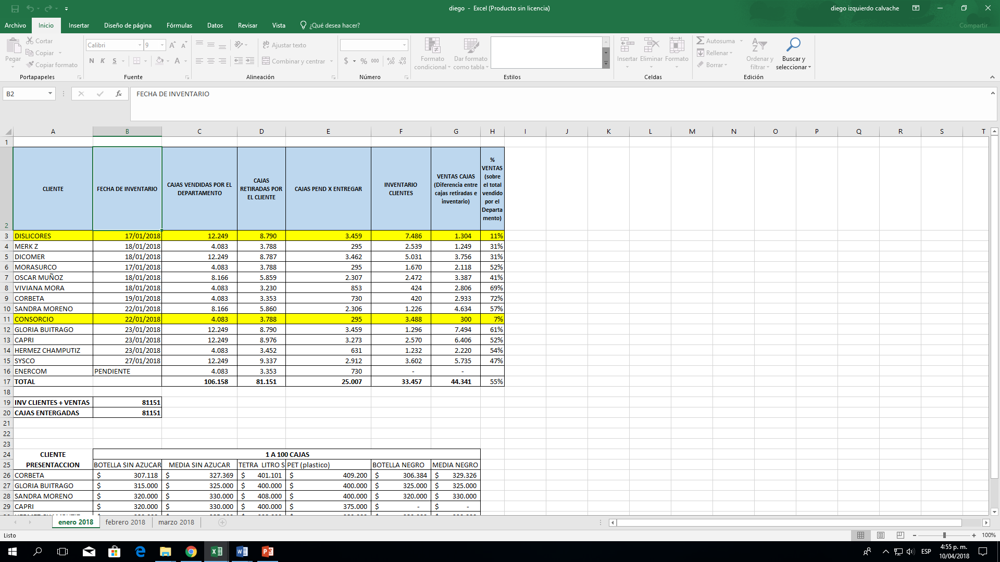 diego - Excel (Producto sin licencia)
diego izquierdo calvache
Archivo Inicio Insertar Diseño de página Fórmulas Datos Revisar Vista ¿Qué desea hacer? Compartir
Pegar
Cortar
Copiar
Copiar formato
Portapapeles
Calibri 9
N K S
Fuente
Ajustar texto
Combinar y centrar
Alineación
$ % 000
Número
Formato condicional
Dar formato como tabla
Estilos
Insertar Eliminar Formato
Celdas
Autosuma
Rellenar
Borrar
Ordenar y filtrar
Buscar y seleccionar
Edición
B2 fx FECHA DE INVENTARIO
A B C D E F G H I J K L M N O P Q R S T
1
2 CLIENTE FECHA DE INVENTARIO CAJAS VENDIDAS POR EL DEPARTAMENTO CAJAS RETIRADAS POR EL CLIENTE CAJAS PEND X ENTREGAR INVENTARIO CLIENTES VENTAS CAJAS (Diferencia entre cajas retiradas e inventario) % VENTAS (sobre el total vendido por el Departamento)
3 DISLICORES 17/01/2018 12.249 8.790 3.459 7.486 1.304 11%
4 MERK Z 18/01/2018 4.083 3.788 295 2.539 1.249 31%
5 DICOMER 18/01/2018 12.249 8.787 3.462 5.031 3.756 31%
6 MORASURCO 17/01/2018 4.083 3.788 295 1.670 2.118 52%
7 OSCAR MUÑOZ 18/01/2018 8.166 5.859 2.307 2.472 3.387 41%
8 VIVIANA MORA 18/01/2018 4.083 3.230 853 424 2.806 69%
9 CORBETA 19/01/2018 4.083 3.353 730 420 2.933 72%
10 SANDRA MORENO 22/01/2018 8.166 5.860 2.306 1.226 4.634 57%
11 CONSORCIO 22/01/2018 4.083 3.788 295 3.488 300 7%
12 GLORIA BUITRAGO 23/01/2018 12.249 8.790 3.459 1.296 7.494 61%
13 CAPRI 23/01/2018 12.249 8.976 3.273 2.570 6.406 52%
14 HERMEZ CHAMPUTIZ 23/01/2018 4.083 3.452 631 1.232 2.220 54%
15 SYSCO 27/01/2018 12.249 9.337 2.912 3.602 5.735 47%
16 ENERCOM PENDIENTE 4.083 3.353 730 - -
17 TOTAL 106.158 81.151 25.007 33.457 44.341 55%
18
19 INV CLIENTES + VENTAS 81151
20 CAJAS ENTERGADAS 81151
21
22
23
24 CLIENTE 1 A 100 CAJAS
25 PRESENTACCION BOTELLA SIN AZUCAR MEDIA SIN AZUCAR TETRA LITRO S PET (plastico) BOTELLA NEGRO MEDIA NEGRO
26 CORBETA $ 307.118 $ 327.369 $ 401.101 $ 409.200 $ 306.384 $ 329.326
27 GLORIA BUITRAGO $ 315.000 $ 325.000 $ 400.000 $ 400.000 $ 325.000 $ 325.000
28 SANDRA MORENO $ 320.000 $ 330.000 $ 408.000 $ 400.000 $ 320.000 $ 330.000
29 CAPRI $ 320.000 $ 330.000 $ 400.000 $ 375.000 $ - $ -
enero 2018 febrero 2018 marzo 2018
Listo 100%
ESP 4:55 p. m.
10/04/2018